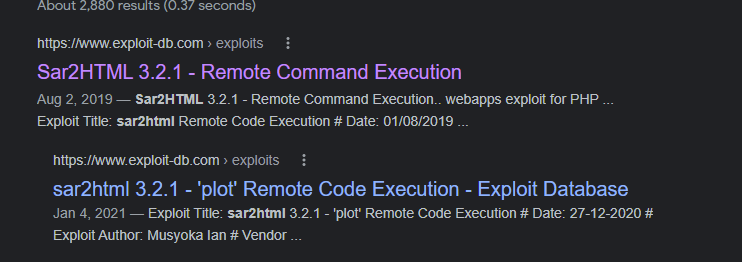 About 2,880 results (0.37 seconds)
https://www.exploit-db.com › exploits
Sar2HTML 3.2.1 - Remote Command Execution
Aug 2, 2019 — Sar2HTML 3.2.1 - Remote Command Execution.. webapps exploit for PHP ...
Exploit Title: sar2html Remote Code Execution # Date: 01/08/2019 ...
https://www.exploit-db.com › exploits
sar2html 3.2.1 - 'plot' Remote Code Execution - Exploit Database
Jan 4, 2021 — Exploit Title: sar2html 3.2.1 - 'plot' Remote Code Execution # Date: 27-12-2020 #
Exploit Author: Musyoka Ian # Vendor ...